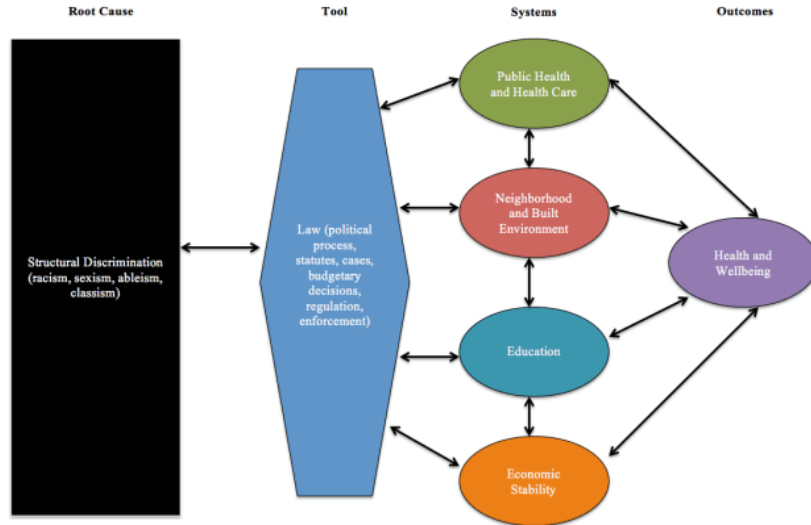 Root Cause
Tool
Systems
Outcomes
Structural Discrimination
(racism, sexism, ableism,
classism)
Law (political
process,
statutes, cases,
budgetary
decisions,
regulation,
enforcement)
Public Health
and Health Care
Neighborhood
and Built
Environment
Education
Economic
Stability
Health and
Wellbeing